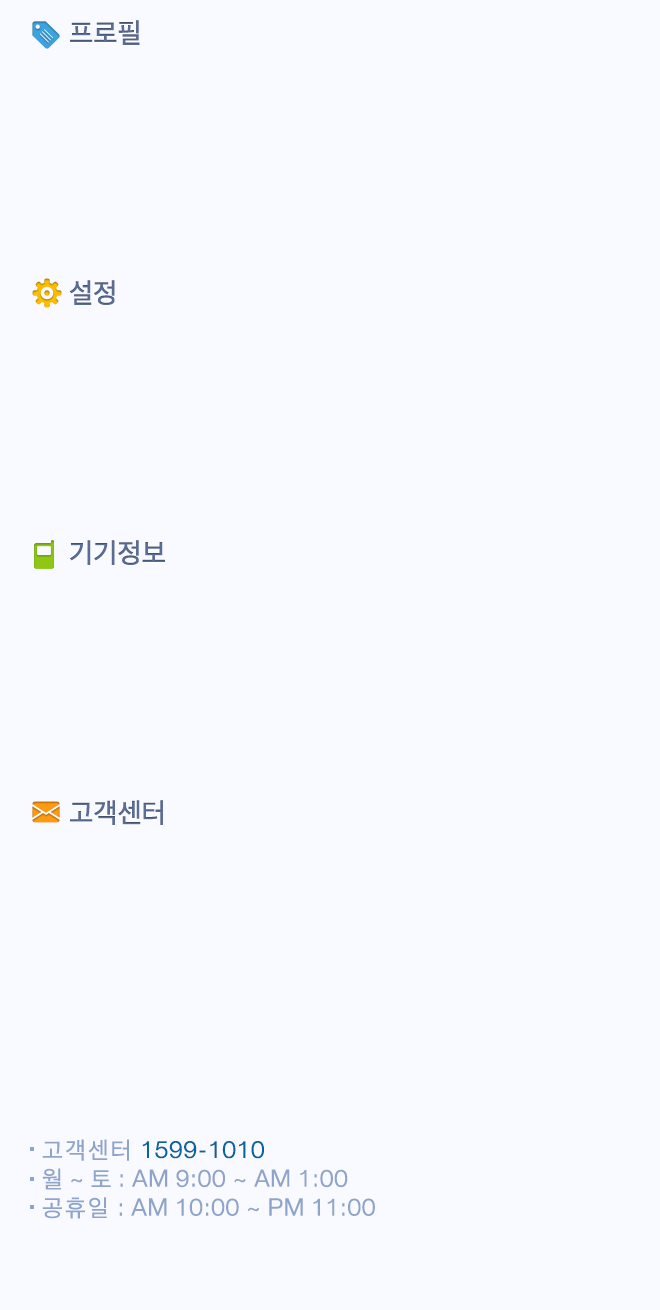 프로필
설정
기기정보
고객센터
· 고객센터 1599-1010
· 월 ~ 토 : AM 9:00 ~ AM 1:00
· 공휴일 : AM 10:00 ~ PM 11:00